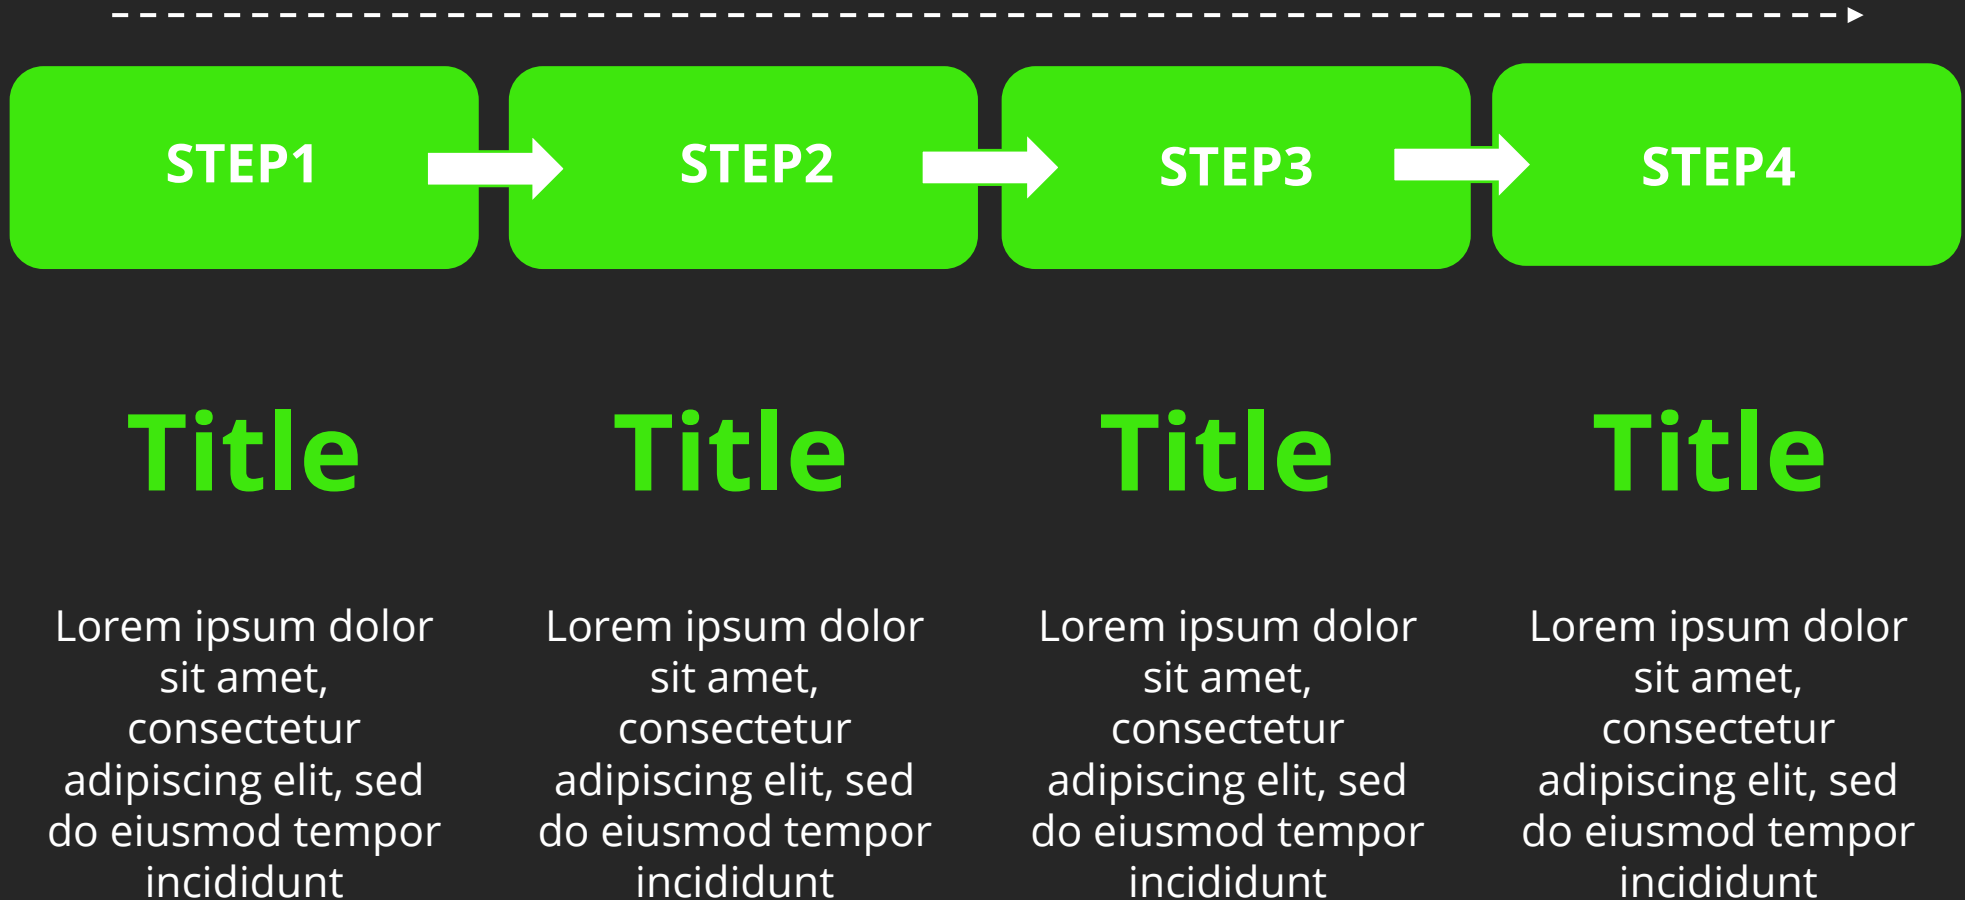 STEP1
STEP2
STEP3
STEP4
Title
Title
Title
Title
Lorem ipsum dolor
sit amet,
consectetur
adipiscing elit, sed
do eiusmod tempor
incididunt
Lorem ipsum dolor
sit amet,
consectetur
adipiscing elit, sed
do eiusmod tempor
incididunt
Lorem ipsum dolor
sit amet,
consectetur
adipiscing elit, sed
do eiusmod tempor
incididunt
Lorem ipsum dolor
sit amet,
consectetur
adipiscing elit, sed
do eiusmod tempor
incididunt